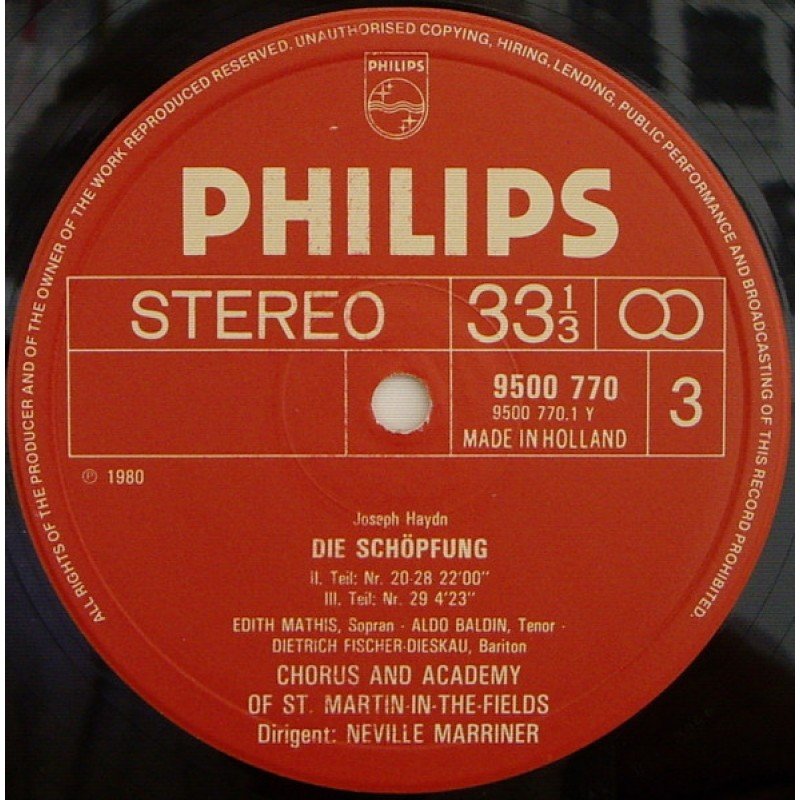 ALL RIGHTS OF THE PRODUCER AND OF THE OWNER OF THE WORK REPRODUCED RESERVED. UNAUTHORISED COPYING, HIRING, LENDING, PUBLIC PERFORMANCE AND BROADCASTING OF THIS RECORD PROHIBITED.
PHILIPS
PHILIPS
STEREO 33 1/3
9500 770
9500 770.1 Y
MADE IN HOLLAND
3
℗ 1980
Joseph Haydn
DIE SCHÖPFUNG
II. Teil: Nr. 20-28 22'00"
III. Teil: Nr. 29 4'23"
EDITH MATHIS, Sopran · ALDO BALDIN, Tenor ·
DIETRICH FISCHER-DIESKAU, Bariton
CHORUS AND ACADEMY
OF ST. MARTIN-IN-THE-FIELDS
Dirigent: NEVILLE MARRINER